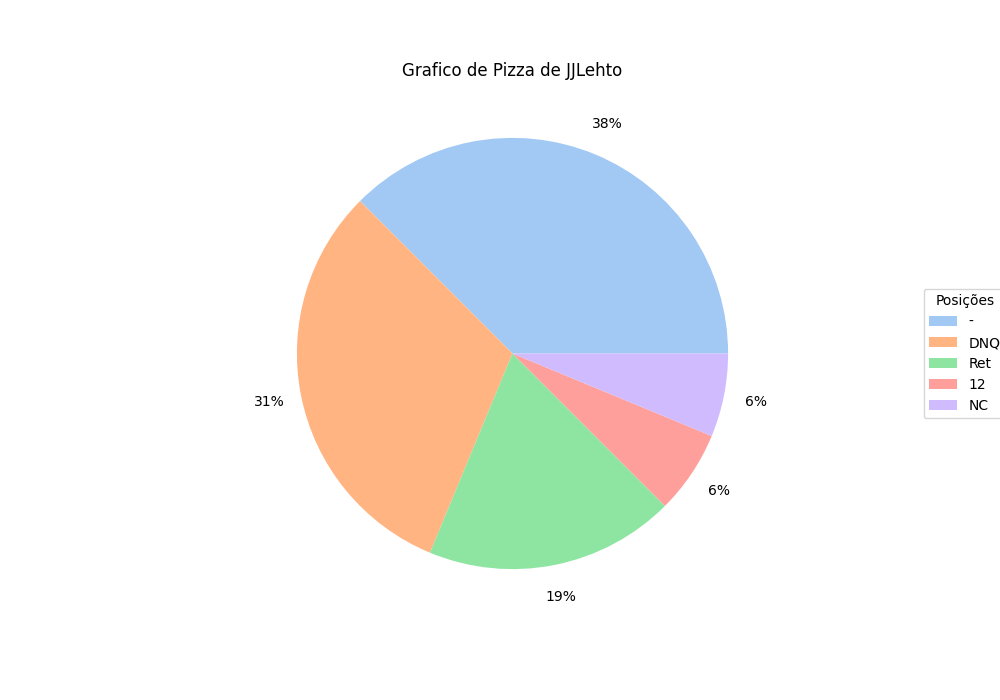 Grafico de Pizza de JJLehto
38%
31%
19%
6%
6%
Posições
-
DNQ
Ret
12
NC